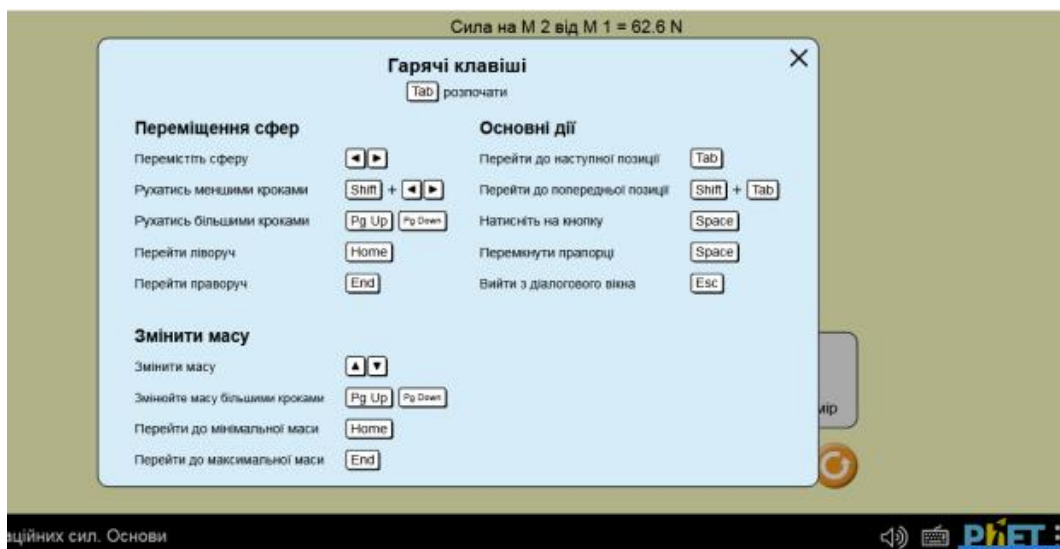 Сила на M 2 від M 1 = 62.6 N
Гарячі клавіші
Tab розпочати
Переміщення сфер
Перемістіть сферу
Рухатись меншими кроками Shift +
Рухатись більшими кроками Pg Up Pg Down
Перейти ліворуч Home
Перейти праворуч End
Основні дії
Перейти до наступної позиції Tab
Перейти до попередньої позиції Shift + Tab
Натисніть на кнопку Space
Перемкнути прапорці Space
Вийти з діалогового вікна Esc
Змінити масу
Змінити масу
Змінюйте масу більшими кроками Pg Up Pg Down
Перейти до мінімальної маси Home
Перейти до максимальної маси End
мір
аційних сил. Основи
PhET